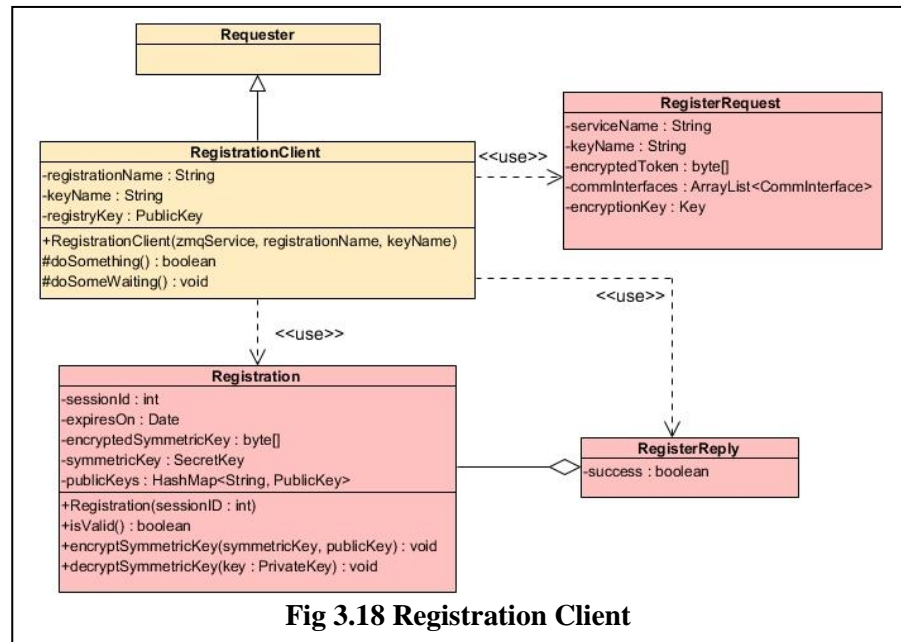 Requester
RegistrationClient
-registrationName : String
-keyName : String
-registryKey : PublicKey
+RegistrationClient(zmqService, registrationName, keyName)
#doSomething() : boolean
#doSomeWaiting() : void
<<use>>
RegisterRequest
-serviceName : String
-keyName : String
-encryptedToken : byte[]
-commInterfaces : ArrayList<CommInterface>
-encryptionKey : Key
<<use>>
<<use>>
Registration
-sessionId : int
-expiresOn : Date
-encryptedSymmetricKey : byte[]
-symmetricKey : SecretKey
-publicKeys : HashMap<String, PublicKey>
+Registration(sessionID : int)
+isValid() : boolean
+encryptSymmetricKey(symmetricKey, publicKey) : void
+decryptSymmetricKey(key : PrivateKey) : void
RegisterReply
-success : boolean
Fig 3.18 Registration Client